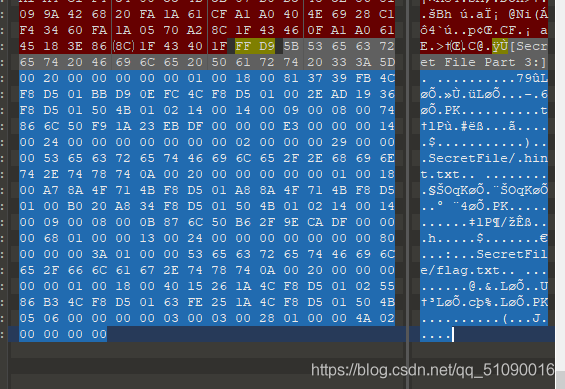 09 9A 42 68 20 FA 1A 61 CF A1 A0 40 4E 69 28 C1 .šBh ú.aÏ¡ @Ni(Á
F4 34 60 FA 1A 05 70 A2 8C 1F 43 46 0F A1 A0 61 ô4`ú..p¢Œ.CF.¡ a
45 18 3E 86 (8C) 1F 43 40 1F FF D9 5B 53 65 63 72 E.>†(Œ).C@.ÿÙ[Secr
65 74 20 46 69 6C 65 20 50 61 72 74 20 33 3A 5D et File Part 3:]
00 20 00 00 00 00 00 01 00 18 00 81 37 39 FB 4C . ..........79ûL
F8 D5 01 BB D9 0E FC 4C F8 D5 01 00 2E AD 19 36 øÕ.»Ù.üLøÕ...-.6
F8 D5 01 50 4B 01 02 14 00 14 00 09 00 08 00 74 øÕ.PK..........t
86 6C 50 F9 1A 23 EB DF 00 00 00 E3 00 00 00 14 †lPù.#ëß...ã....
00 24 00 00 00 00 00 00 00 02 00 00 00 29 00 00 .$...........)..
00 53 65 63 72 65 74 46 69 6C 65 2F 2E 68 69 6E .SecretFile/.hin
74 2E 74 78 74 0A 00 20 00 00 00 00 00 01 00 18 t.txt.. ........
00 A7 8A 4F 71 4B F8 D5 01 A8 8A 4F 71 4B F8 D5 .§ŠOqKøÕ.¨ŠOqKøÕ
01 00 B0 20 A8 34 F8 D5 01 50 4B 01 02 14 00 14 ..° ¨4øÕ.PK.....
00 09 00 08 00 0B 87 6C 50 B6 2F 9E CA DF 00 00 ......‡lP¶/žÊß..
00 68 01 00 00 13 00 24 00 00 00 00 00 00 00 80 .h.....$.......€
00 00 00 3A 01 00 00 53 65 63 72 65 74 46 69 6C ...:...SecretFil
65 2F 66 6C 61 67 2E 74 78 74 0A 00 20 00 00 00 e/flag.txt.. ...
00 00 01 00 18 00 40 15 26 1A 4C F8 D5 01 02 55 ......@.&.LøÕ..U
86 B3 4C F8 D5 01 63 FE 25 1A 4C F8 D5 01 50 4B †³LøÕ.cþ%.LøÕ.PK
05 06 00 00 00 00 03 00 03 00 28 01 00 00 4A 02 ..........(...J.
00 00 00 00 ....
https://blog.csdn.net/qq_51090016